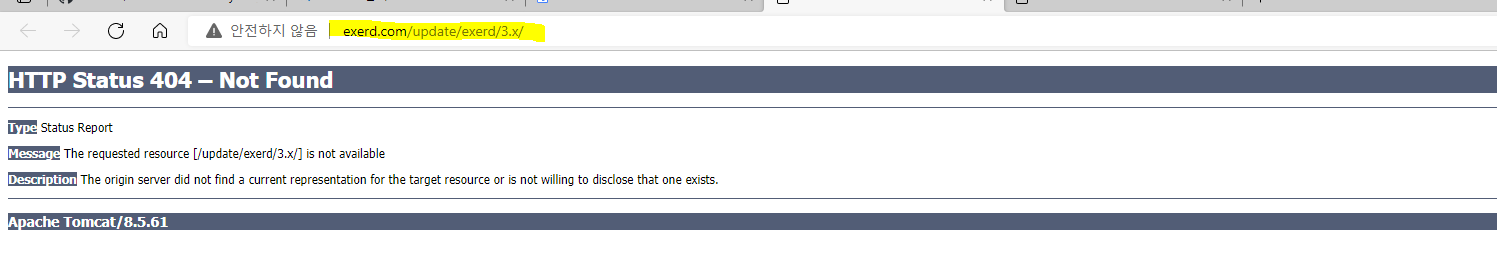 안전하지 않음 exerd.com/update/exerd/3.x/
HTTP Status 404 – Not Found
Type Status Report
Message The requested resource [/update/exerd/3.x/] is not available
Description The origin server did not find a current representation for the target resource or is not willing to disclose that one exists.
Apache Tomcat/8.5.61